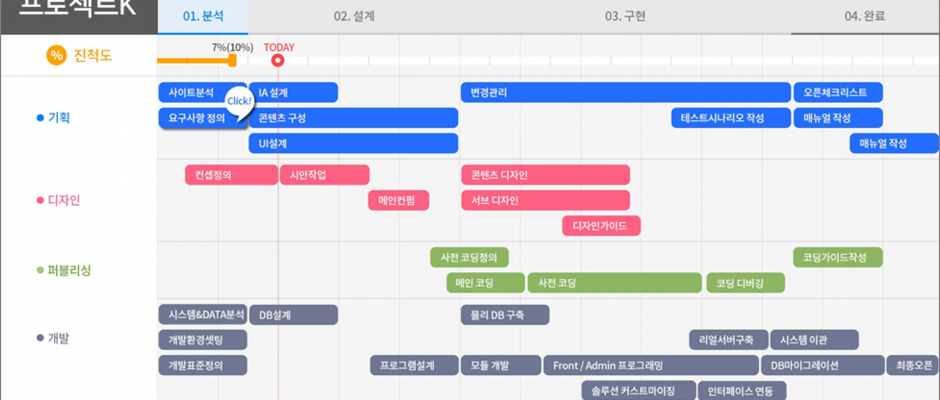 프로젝트K
01. 분석
02. 설계
03. 구현
04. 완료
% 진척도
7%(10%)
TODAY
기획
사이트분석
IA 설계
변경관리
오픈체크리스트
Click!
요구사항 정의
콘텐츠 구성
테스트시나리오 작성
매뉴얼 작성
UI설계
매뉴얼 작성
디자인
컨셉정의
시안작업
콘텐츠 디자인
메인컨펌
서브 디자인
디자인가이드
퍼블리싱
사전 코딩정의
코딩가이드작성
메인 코딩
사전 코딩
코딩 디버깅
개발
시스템&DATA분석
DB설계
물리 DB 구축
개발환경셋팅
리얼서버구축
시스템 이관
개발표준정의
프로그램설계
모듈 개발
Front / Admin 프로그래밍
DB마이그레이션
최종오픈
솔루션 커스트마이징
인터페이스 연동